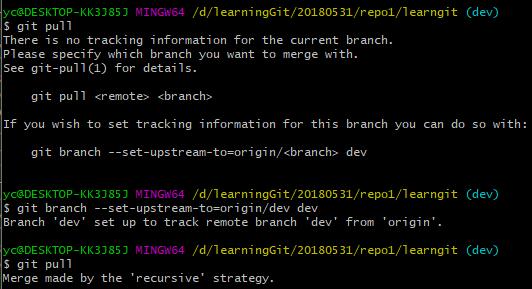 yc@DESKTOP-KK3J85J MINGW64 /d/learningGit/20180531/repo1/learngit (dev)
$ git pull
There is no tracking information for the current branch.
Please specify which branch you want to merge with.
See git-pull(1) for details.
git pull <remote> <branch>
If you wish to set tracking information for this branch you can do so with:
git branch --set-upstream-to=origin/<branch> dev
yc@DESKTOP-KK3J85J MINGW64 /d/learningGit/20180531/repo1/learngit (dev)
$ git branch --set-upstream-to=origin/dev dev
Branch 'dev' set up to track remote branch 'dev' from 'origin'.
yc@DESKTOP-KK3J85J MINGW64 /d/learningGit/20180531/repo1/learngit (dev)
$ git pull
Merge made by the 'recursive' strategy.